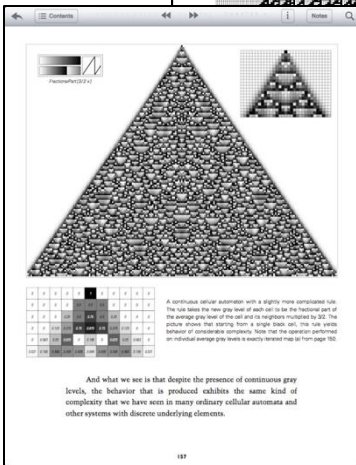 Contents
Notes
FractionalPart[3/2 x]
A continuous cellular automaton with a slightly more complicated rule.
The rule takes the new gray level of each cell to be the fractional part of
the average gray level of the cell and its neighbors multiplied by 3/2. The
picture shows that starting from a single black cell, this rule yields
behavior of considerable complexity. Note that the operation performed
on individual average gray levels is exactly iterated map (a) from page 150.
And what we see is that despite the presence of continuous gray
levels, the behavior that is produced exhibits the same kind of
complexity that we have seen in many ordinary cellular automata and
other systems with discrete underlying elements.
157